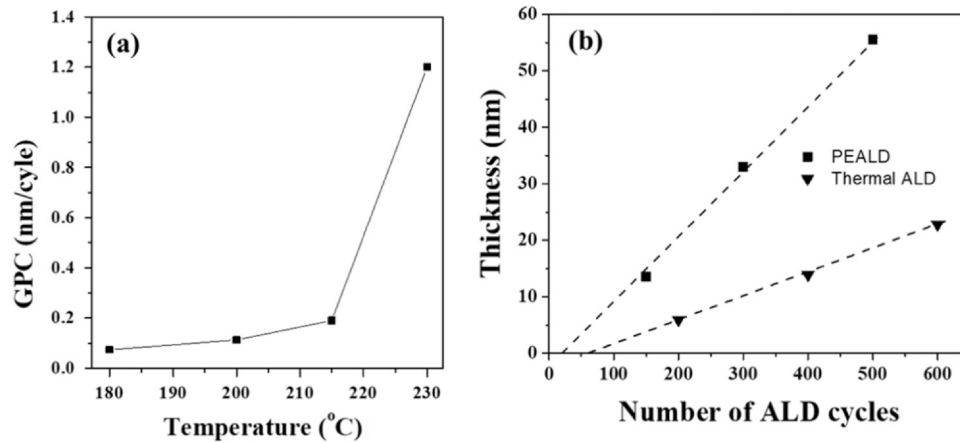 (a)
GPC (nm/cyle)
1.4
1.2
1.0
0.8
0.6
0.4
0.2
0.0
180 190 200 210 220 230
Temperature (°C)
(b)
Thickness (nm)
60
50
40
30
20
10
0
PEALD
Thermal ALD
0 100 200 300 400 500 600
Number of ALD cycles